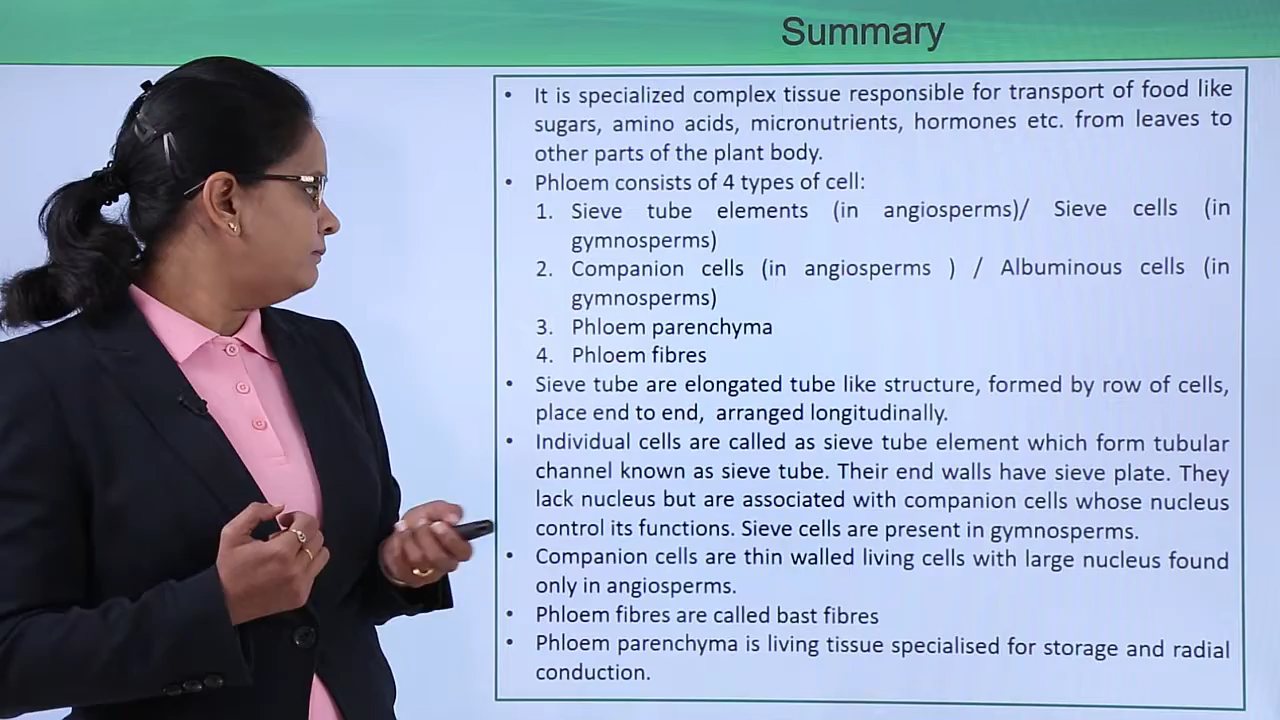 Summary
• It is specialized complex tissue responsible for transport of food like
sugars, amino acids, micronutrients, hormones etc. from leaves to
other parts of the plant body.
• Phloem consists of 4 types of cell:
1. Sieve tube elements (in angiosperms)/ Sieve cells (in
gymnosperms)
2. Companion cells (in angiosperms ) / Albuminous cells (in
gymnosperms)
3. Phloem parenchyma
4. Phloem fibres
• Sieve tube are elongated tube like structure, formed by row of cells,
place end to end, arranged longitudinally.
• Individual cells are called as sieve tube element which form tubular
channel known as sieve tube. Their end walls have sieve plate. They
lack nucleus but are associated with companion cells whose nucleus
control its functions. Sieve cells are present in gymnosperms.
• Companion cells are thin walled living cells with large nucleus found
only in angiosperms.
• Phloem fibres are called bast fibres
• Phloem parenchyma is living tissue specialised for storage and radial
conduction.